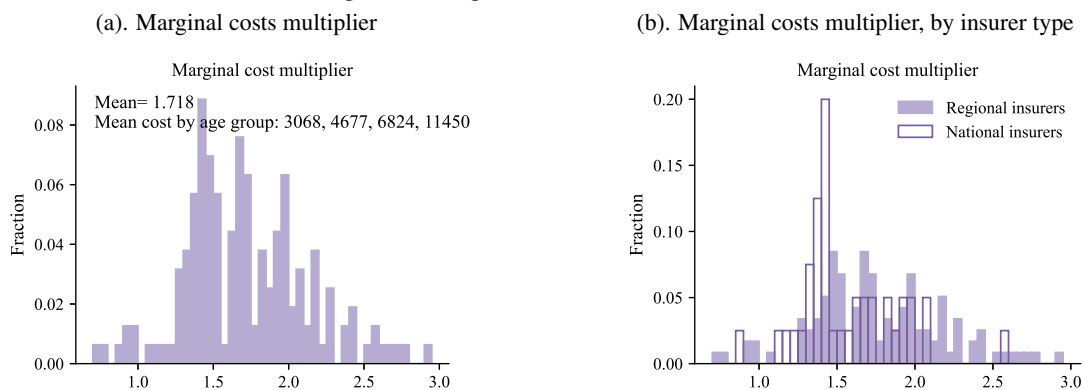 (a). Marginal costs multiplier
Marginal cost multiplier
Mean= 1.718
Mean cost by age group: 3068, 4677, 6824, 11450
Fraction
0.08
0.06
0.04
0.02
0.00
1.0 1.5 2.0 2.5 3.0
(b). Marginal costs multiplier, by insurer type
Marginal cost multiplier
Regional insurers
National insurers
Fraction
0.20
0.15
0.10
0.05
0.00
1.0 1.5 2.0 2.5 3.0